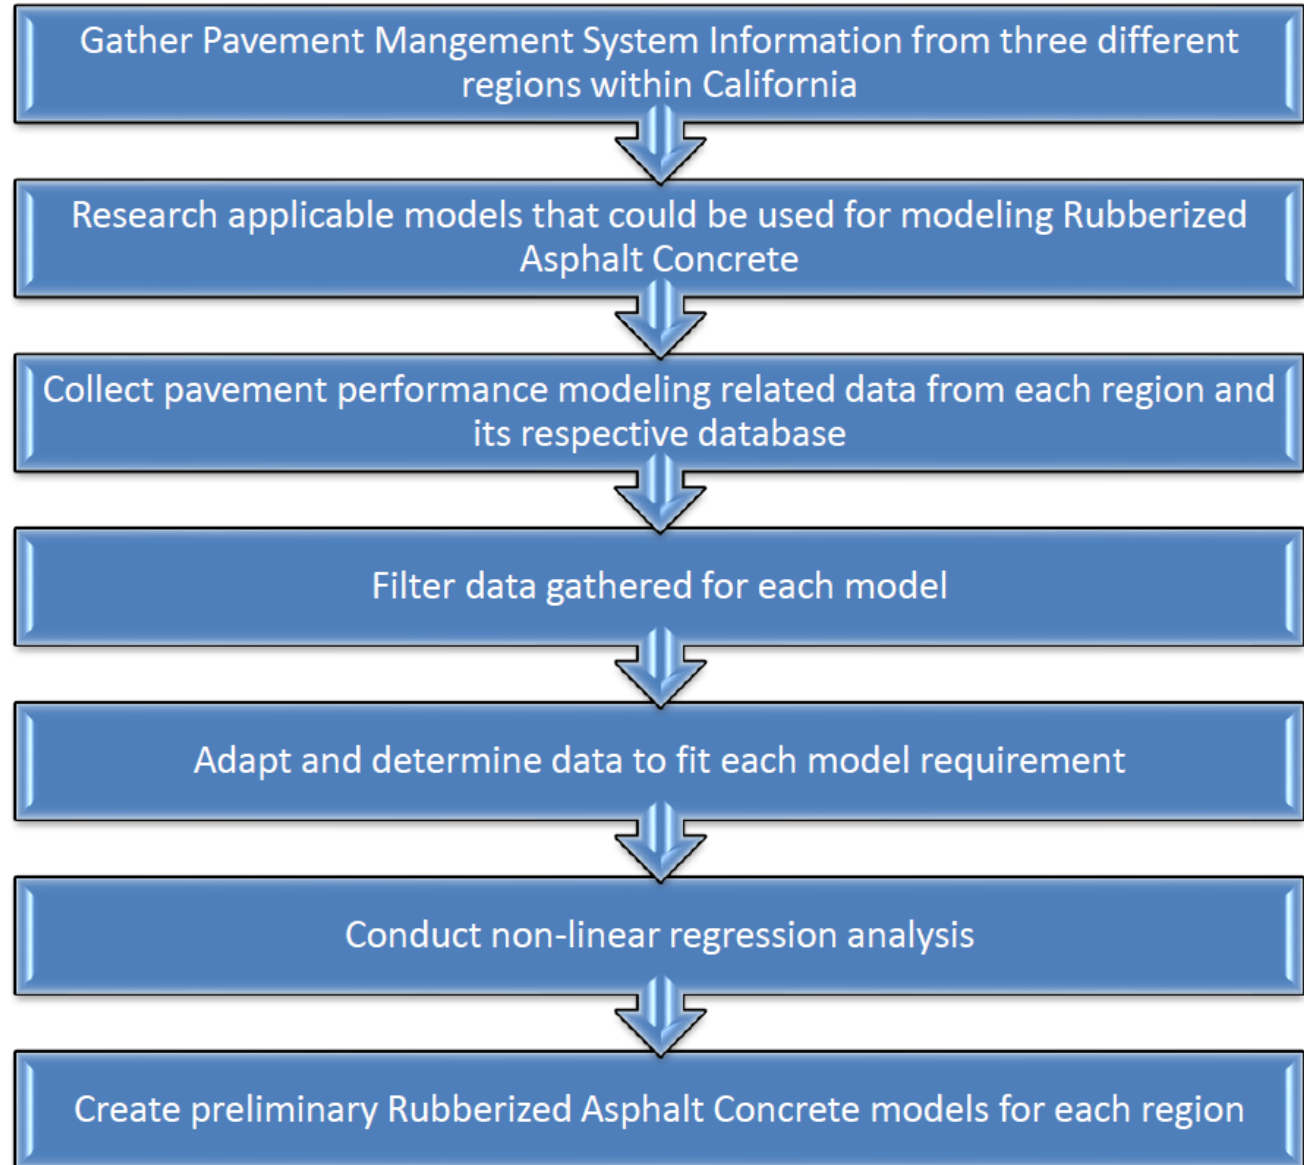 Gather Pavement Mangement System Information from three different
regions within California
Research applicable models that could be used for modeling Rubberized
Asphalt Concrete
Collect pavement performance modeling related data from each region and
its respective database
Filter data gathered for each model
Adapt and determine data to fit each model requirement
Conduct non-linear regression analysis
Create preliminary Rubberized Asphalt Concrete models for each region